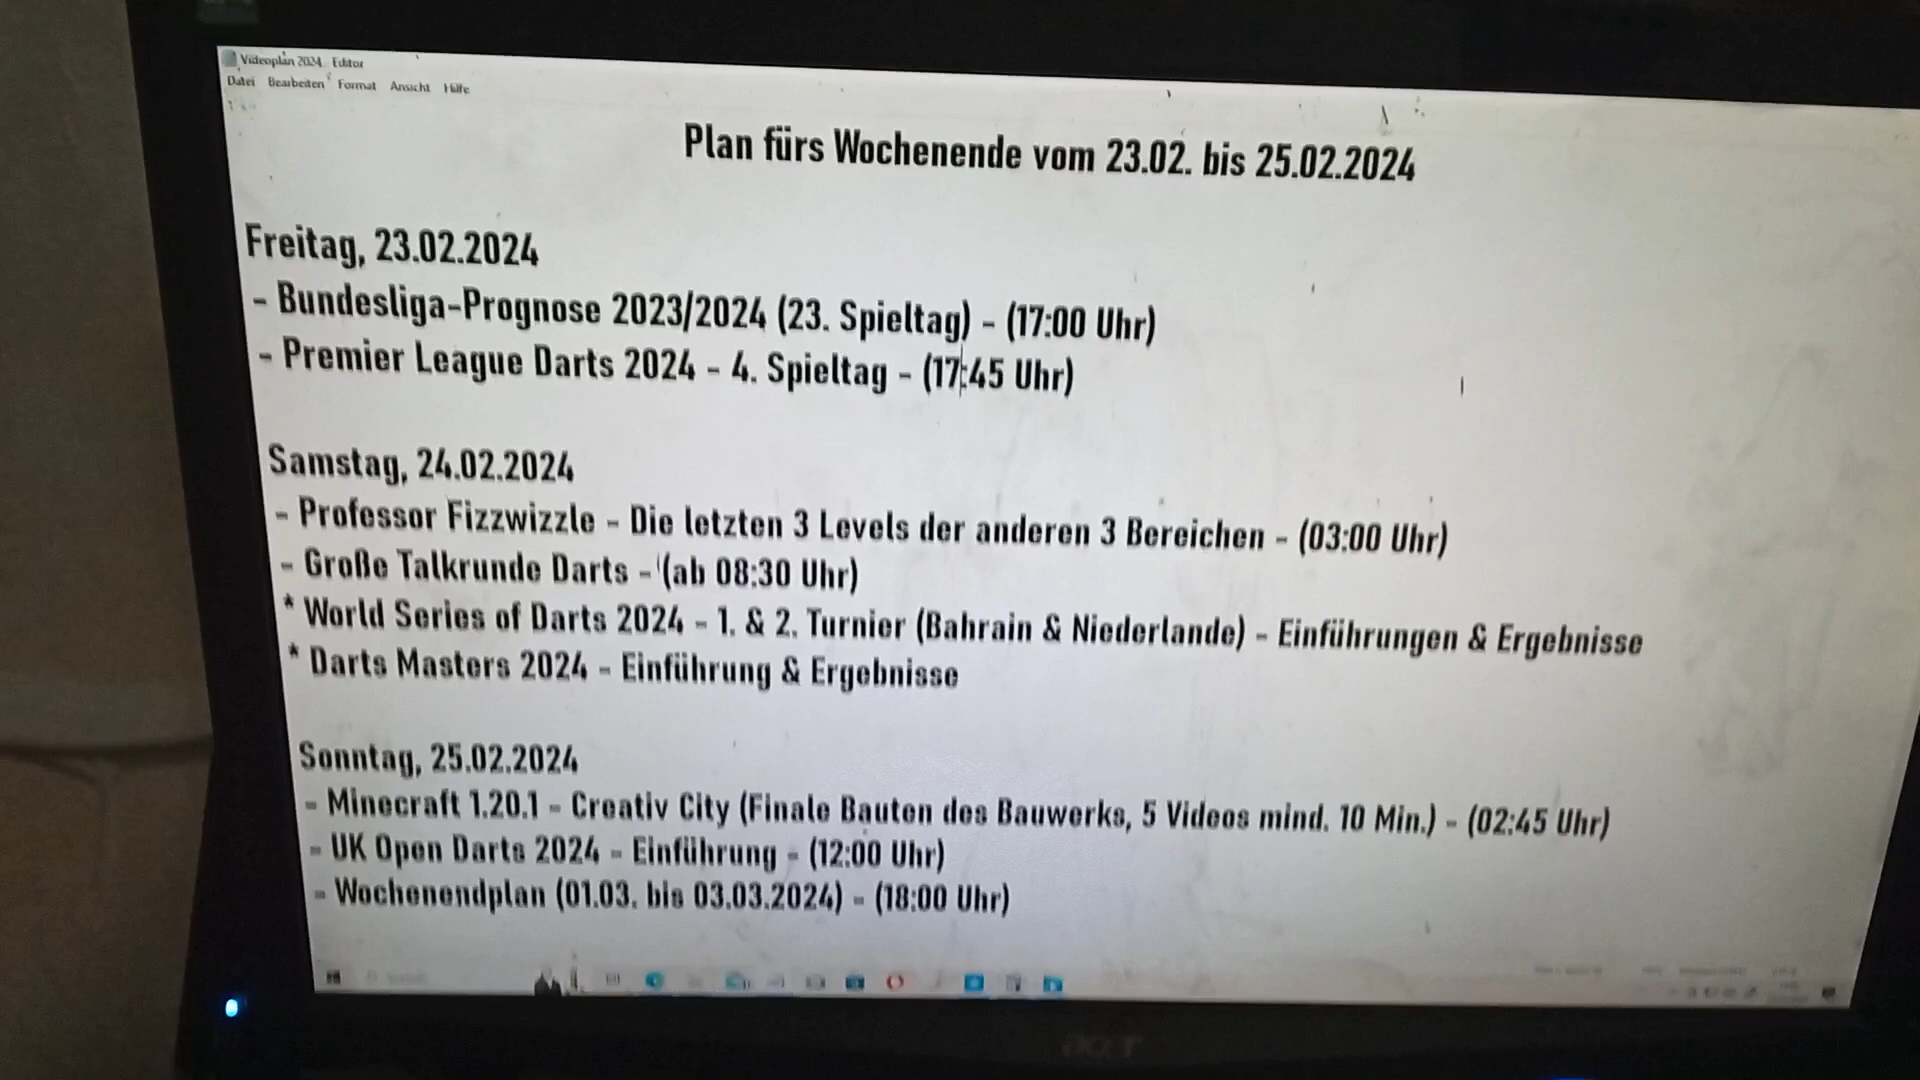 Videoplan 2024 Editor
Datei Bearbeiten Format Ansicht Hilfe
Plan fürs Wochenende vom 23.02. bis 25.02.2024
Freitag, 23.02.2024
- Bundesliga-Prognose 2023/2024 (23. Spieltag) - (17:00 Uhr)
- Premier League Darts 2024 - 4. Spieltag - (17:45 Uhr)
Samstag, 24.02.2024
- Professor Fizzwizzle - Die letzten 3 Levels der anderen 3 Bereichen - (03:00 Uhr)
- Große Talkrunde Darts - (ab 08:30 Uhr)
* World Series of Darts 2024 - 1. & 2. Turnier (Bahrain & Niederlande) - Einführungen & Ergebnisse
* Darts Masters 2024 - Einführung & Ergebnisse
Sonntag, 25.02.2024
- Minecraft 1.20.1 - Creativ City (Finale Bauten des Bauwerks, 5 Videos mind. 10 Min.) - (02:45 Uhr)
- UK Open Darts 2024 - Einführung - (12:00 Uhr)
- Wochenendplan (01.03. bis 03.03.2024) - (18:00 Uhr)
acer